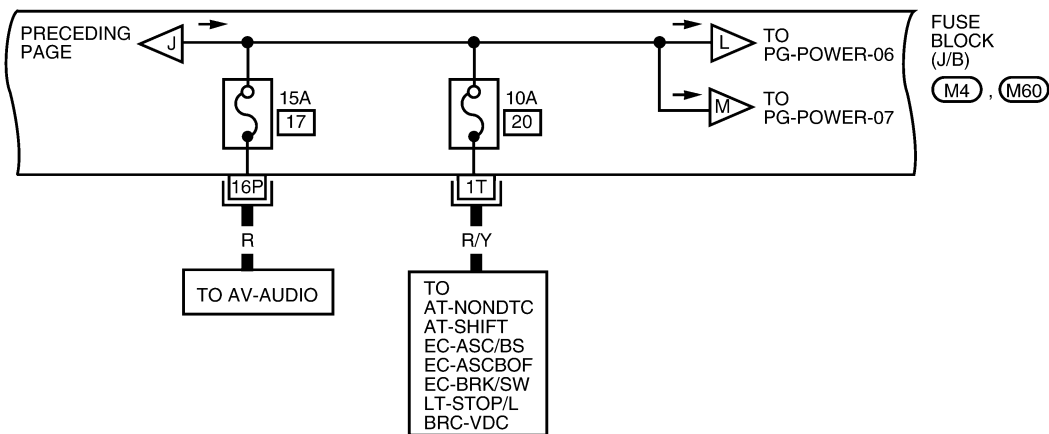 PRECEDING
PAGE
J
L
TO
PG-POWER-06
FUSE
BLOCK
(J/B)
M4 , M60
M
TO
PG-POWER-07
15A
17
10A
20
16P
1T
R
R/Y
TO AV-AUDIO
TO
AT-NONDTC
AT-SHIFT
EC-ASC/BS
EC-ASCBOF
EC-BRK/SW
LT-STOP/L
BRC-VDC